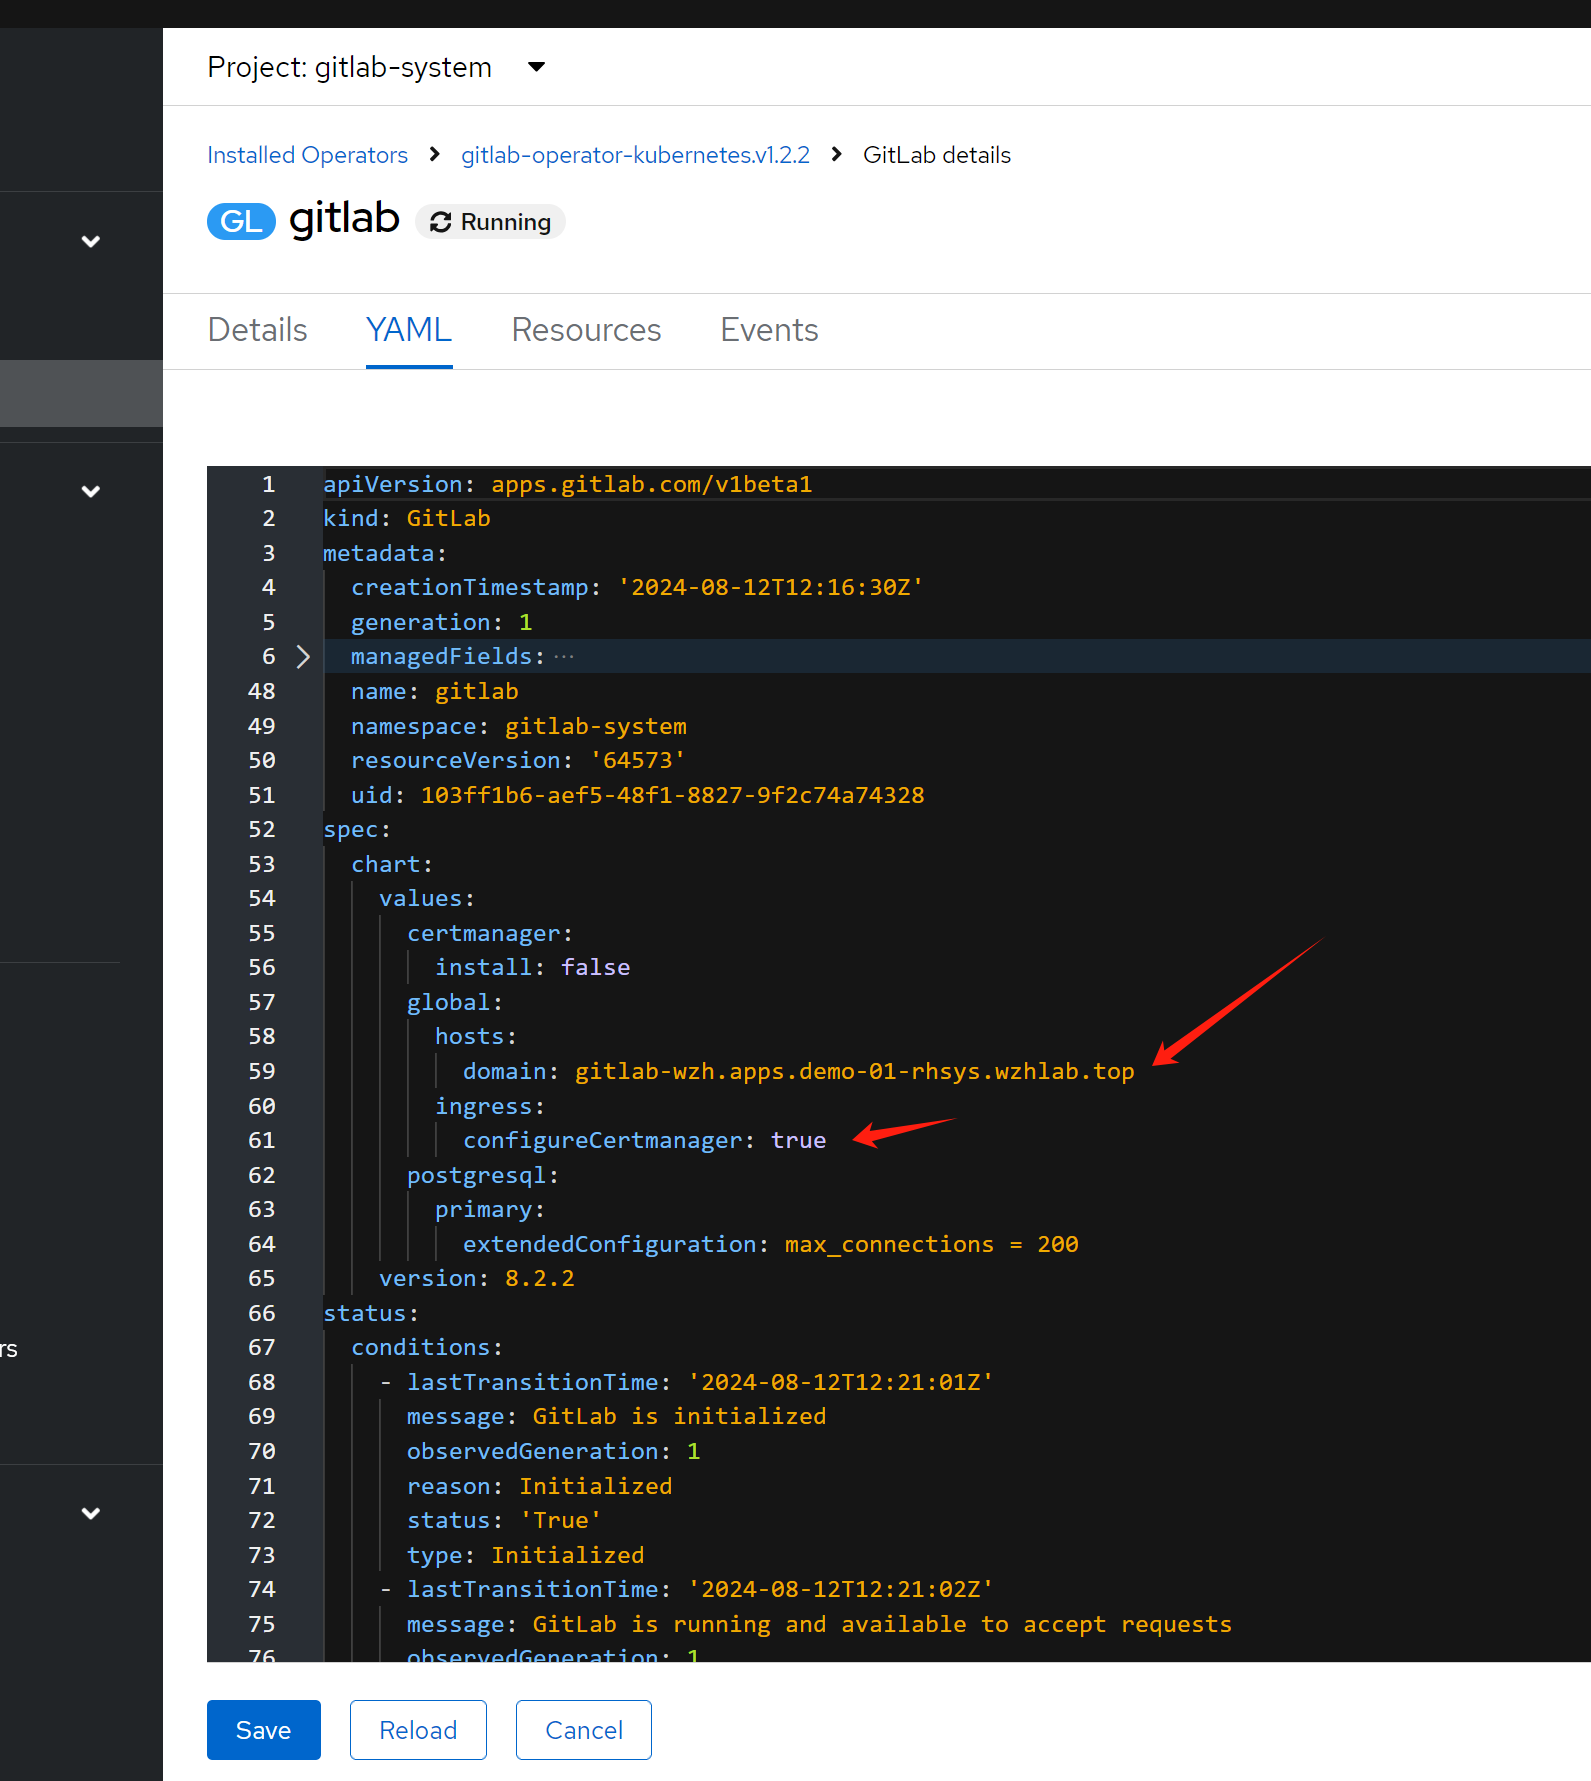 Project: gitlab-system
Installed Operators > gitlab-operator-kubernetes.v1.2.2 > GitLab details
GL gitlab Running
Details YAML Resources Events
1 apiVersion: apps.gitlab.com/v1beta1
2 kind: GitLab
3 metadata:
4 creationTimestamp: '2024-08-12T12:16:30Z'
5 generation: 1
6 managedFields: ···
48 name: gitlab
49 namespace: gitlab-system
50 resourceVersion: '64573'
51 uid: 103ff1b6-aef5-48f1-8827-9f2c74a74328
52 spec:
53 chart:
54 values:
55 certmanager:
56 install: false
57 global:
58 hosts:
59 domain: gitlab-wzh.apps.demo-01-rhsys.wzhlab.top
60 ingress:
61 configureCertmanager: true
62 postgresql:
63 primary:
64 extendedConfiguration: max_connections = 200
65 version: 8.2.2
66 status:
rs
67 conditions:
68 - lastTransitionTime: '2024-08-12T12:21:01Z'
69 message: GitLab is initialized
70 observedGeneration: 1
71 reason: Initialized
72 status: 'True'
73 type: Initialized
74 - lastTransitionTime: '2024-08-12T12:21:02Z'
75 message: GitLab is running and available to accept requests
76 observedGeneration: 1
Save Reload Cancel